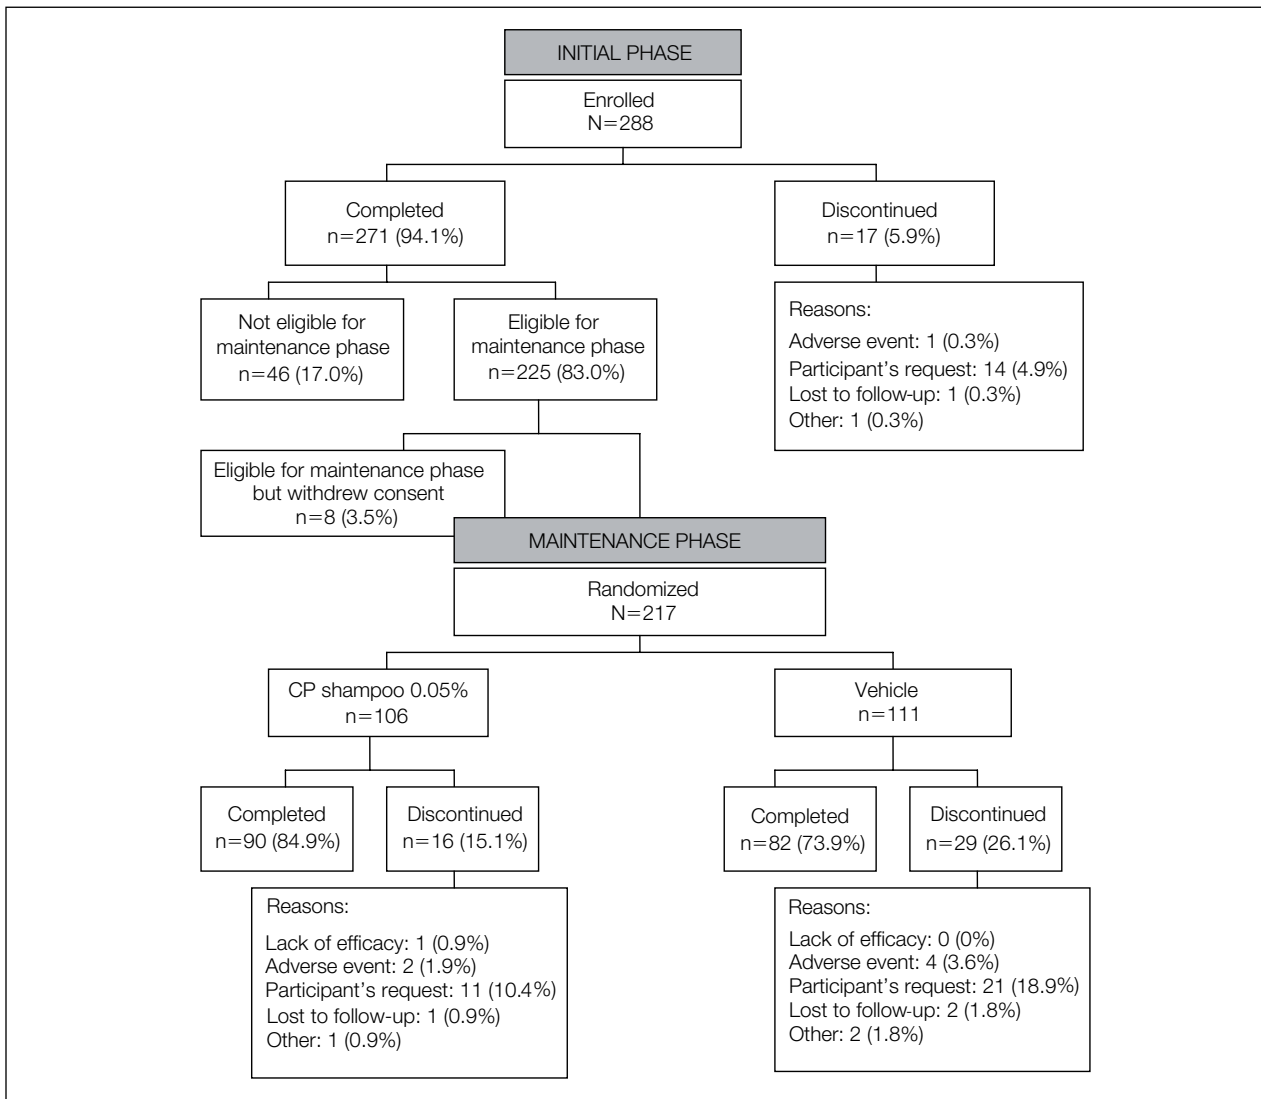 INITIAL PHASE
Enrolled
N=288
Completed
n=271 (94.1%)
Discontinued
n=17 (5.9%)
Reasons:
Adverse event: 1 (0.3%)
Participant’s request: 14 (4.9%)
Lost to follow-up: 1 (0.3%)
Other: 1 (0.3%)
Not eligible for
maintenance phase
n=46 (17.0%)
Eligible for
maintenance phase
n=225 (83.0%)
Eligible for maintenance phase
but withdrew consent
n=8 (3.5%)
MAINTENANCE PHASE
Randomized
N=217
CP shampoo 0.05%
n=106
Vehicle
n=111
Completed
n=90 (84.9%)
Discontinued
n=16 (15.1%)
Completed
n=82 (73.9%)
Discontinued
n=29 (26.1%)
Reasons:
Lack of efficacy: 1 (0.9%)
Adverse event: 2 (1.9%)
Participant’s request: 11 (10.4%)
Lost to follow-up: 1 (0.9%)
Other: 1 (0.9%)
Reasons:
Lack of efficacy: 0 (0%)
Adverse event: 4 (3.6%)
Participant’s request: 21 (18.9%)
Lost to follow-up: 2 (1.8%)
Other: 2 (1.8%)